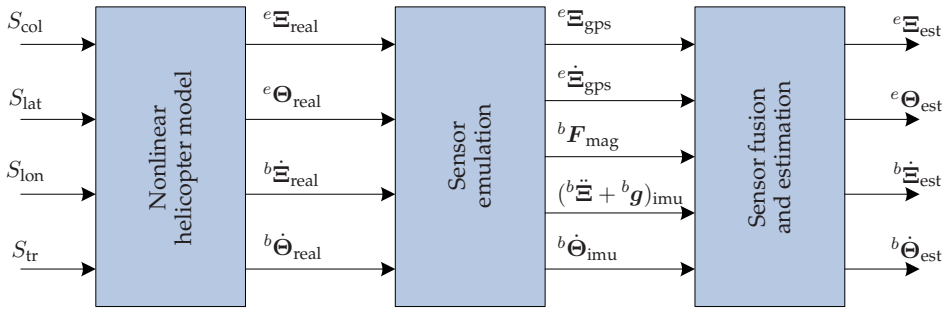 S_col
S_lat
S_lon
S_tr
Nonlinear
helicopter model
ᵉΞ_real
ᵉΘ_real
ᵇΞ̇_real
ᵇΘ̇_real
Sensor
emulation
ᵉΞ_gps
ᵉΞ̇_gps
ᵇF_mag
(ᵇΞ̈ + ᵇg)_imu
ᵇΘ̇_imu
Sensor fusion
and estimation
ᵉΞ_est
ᵉΘ_est
ᵇΞ̇_est
ᵇΘ̇_est